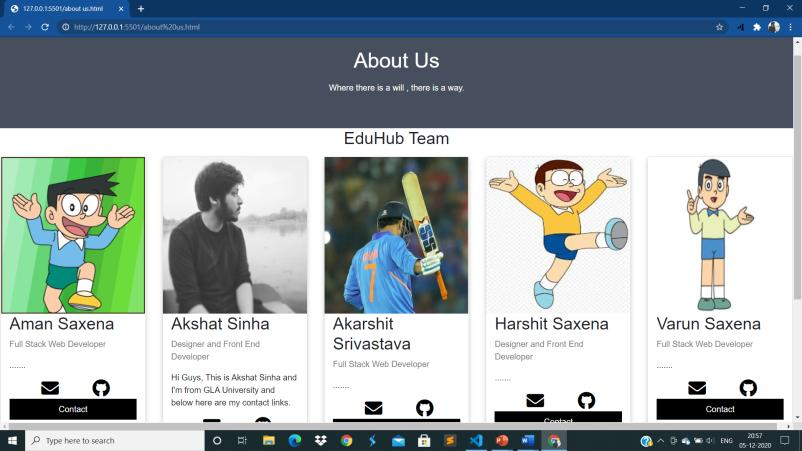 127.0.0.1:5501/about us.html
http://127.0.0.1:5501/about%20us.html
About Us
Where there is a will , there is a way.
EduHub Team
Aman Saxena
Full Stack Web Developer
.......
Contact
Akshat Sinha
Designer and Front End
Developer
Hi Guys, This is Akshat Sinha and
I'm from GLA University and
below here are my contact links.
INDIA
7
Akarshit
Srivastava
Full Stack Web Developer
.......
Harshit Saxena
Designer and Front End
Developer
.......
Contact
Varun Saxena
Full Stack Web Developer
.......
Contact
Type here to search
ENG
20:57
05-12-2020